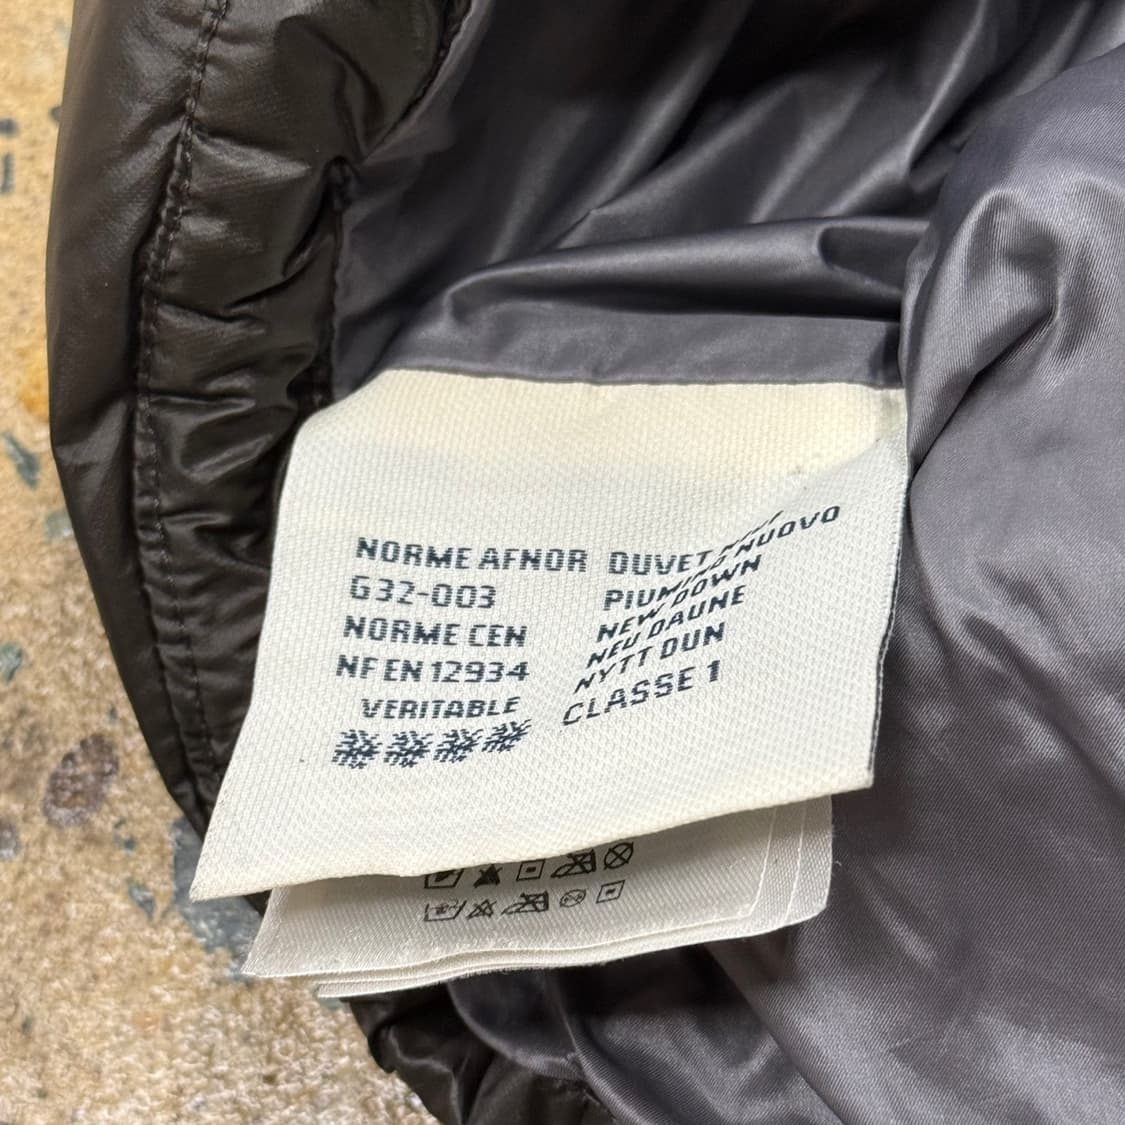 NORME AFNOR
G32-003
NORME CEN
NF EN 12934
VERITABLE
DUVET
PIUMINO NUOVO
NEW DOWN
NEU DAUNE
NYTT DUN
CLASSE 1